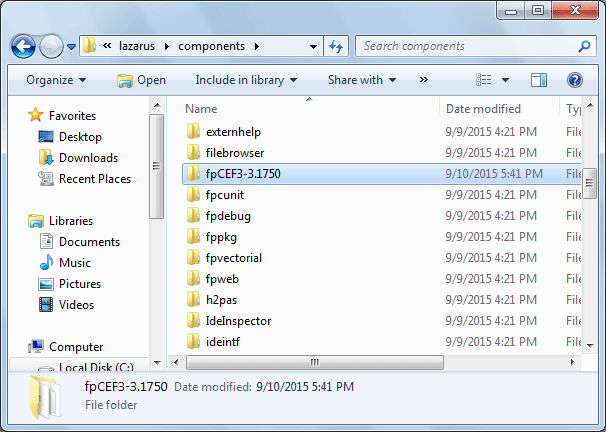 « lazarus ▸ components ▸
Search components
Organize Open Include in library Share with »
Name Date modified Ty
Favorites
Desktop
Downloads
Recent Places
Libraries
Documents
Music
Pictures
Videos
Computer
Local Disk (C:)
externhelp 9/9/2015 4:21 PM File
filebrowser 9/9/2015 4:21 PM File
fpCEF3-3.1750 9/10/2015 5:41 PM File
fpcunit 9/9/2015 4:21 PM File
fpdebug 9/9/2015 4:21 PM File
fppkg 9/9/2015 4:21 PM File
fpvectorial 9/9/2015 4:21 PM File
fpweb 9/9/2015 4:21 PM File
h2pas 9/9/2015 4:21 PM File
IdeInspector 9/9/2015 4:21 PM File
ideintf 9/9/2015 4:21 PM File
fpCEF3-3.1750 Date modified: 9/10/2015 5:41 PM
File folder